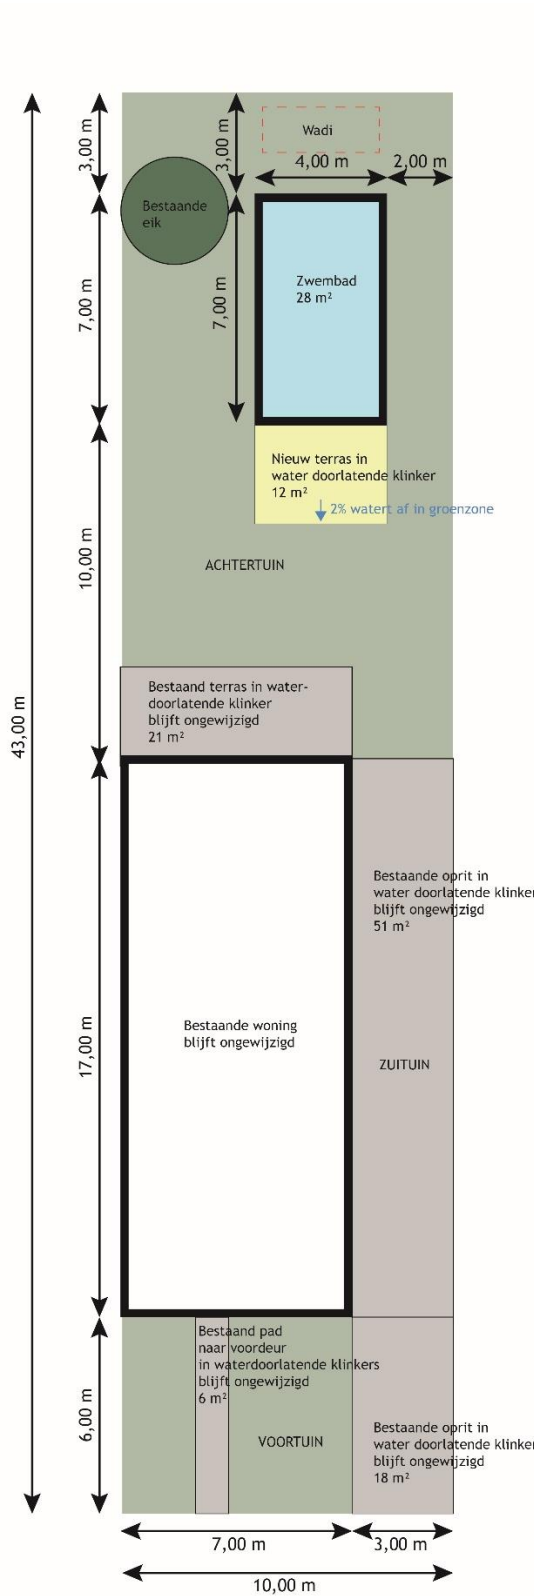 Wadi
3,00 m
3,00 m
4,00 m
2,00 m
Bestaande
eik
Zwembad
28 m²
7,00 m
7,00 m
Nieuw terras in
water doorlatende klinker
12 m²
2% watert af in groenzone
10,00 m
ACHTERTUIN
Bestaand terras in water-
doorlatende klinker
blijft ongewijzigd
21 m²
43,00 m
Bestaande oprit in
water doorlatende klinker
blijft ongewijzigd
51 m²
Bestaande woning
blijft ongewijzigd
17,00 m
ZUITUIN
Bestaand pad
naar voordeur
in waterdoorlatende klinkers
blijft ongewijzigd
6 m²
6,00 m
VOORTUIN
Bestaande oprit in
water doorlatende klinker
blijft ongewijzigd
18 m²
7,00 m
3,00 m
10,00 m